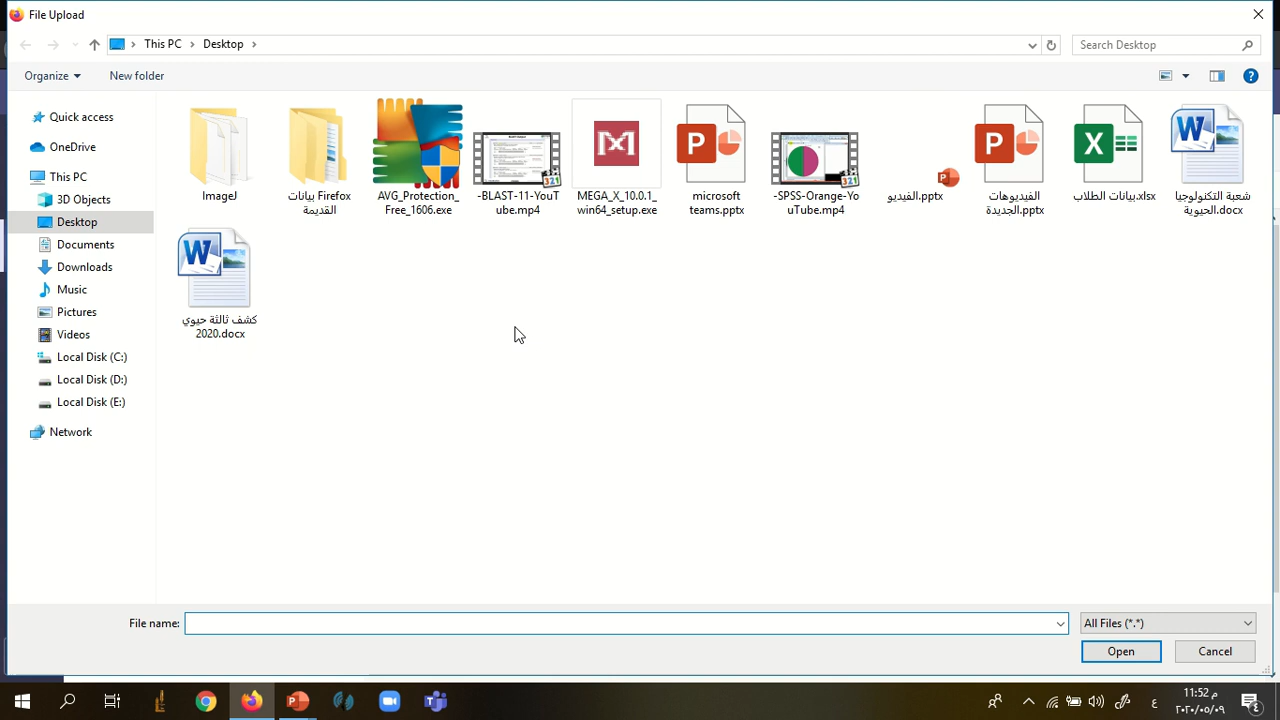 File Upload
This PC
Desktop
Search Desktop
Organize
New folder
Quick access
OneDrive
This PC
3D Objects
Desktop
Documents
Downloads
Music
Pictures
Videos
Local Disk (C:)
Local Disk (D:)
Local Disk (E:)
Network
ImageJ
بيانات Firefox
القديمة
AVG_Protection_
Free_1606.exe
-BLAST-11-YouT
ube.mp4
MEGA_X_10.0.1_
win64_setup.exe
microsoft
teams.pptx
-SPSS-Orange-Yo
uTube.mp4
الفيديو.pptx
الفيديوهات
الجديدة.pptx
بيانات الطلاب.xlsx
شعبة التكنولوجيا
الحيوية.docx
كشف ثالثة حيوي
2020.docx
File name:
All Files (*.*)
Open
Cancel
ع
11:52 م
٢٠٢٠/٠٥/٠٩